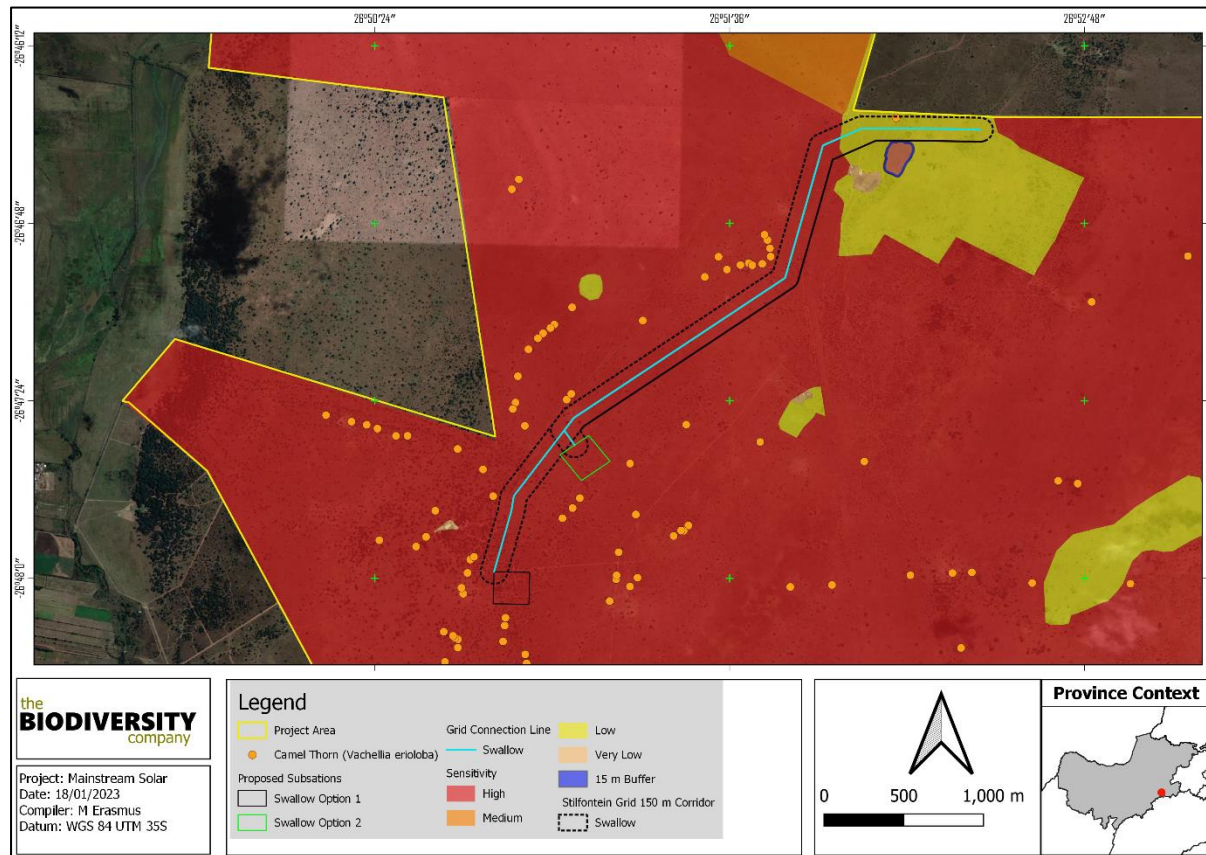 26°50'24"
26°51'36"
26°52'48"
-26°46'12"
-26°46'48"
-26°47'24"
-26°48'0"
the
BIODIVERSITY
company
Project: Mainstream Solar
Date: 18/01/2023
Compiler: M Erasmus
Datum: WGS 84 UTM 35S
Legend
Project Area
Camel Thorn (Vachellia erioloba)
Proposed Subsations
Swallow Option 1
Swallow Option 2
Grid Connection Line
Swallow
Sensitivity
High
Medium
Low
Very Low
15 m Buffer
Stilfontein Grid 150 m Corridor
Swallow
0 500 1,000 m
Province Context